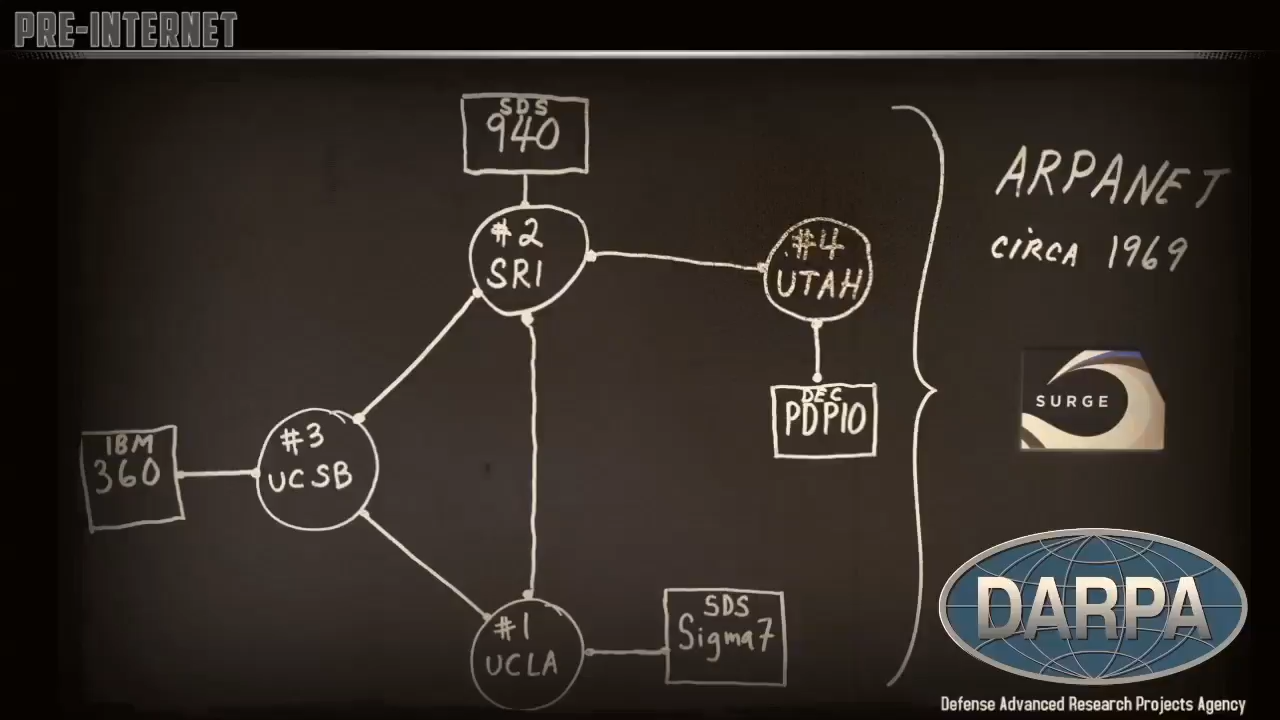 PRE-INTERNET
SDS
940
#2
SRI
#4
UTAH
DEC
PDP10
#3
UCSB
IBM
360
#1
UCLA
SDS
Sigma7
ARPANET
CIRCA 1969
SURGE
DARPA
Defense Advanced Research Projects Agency